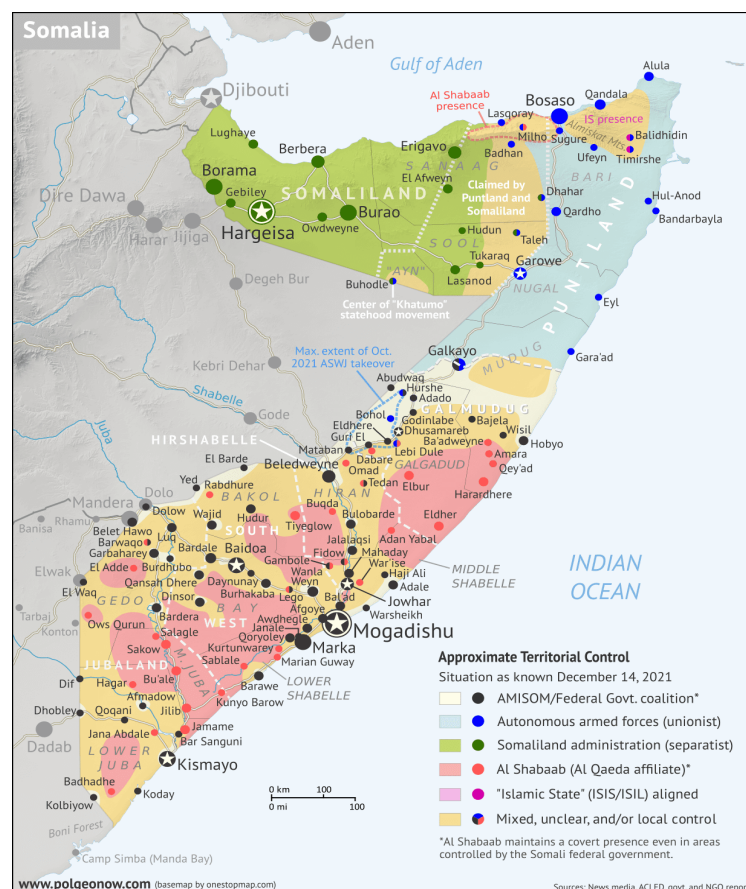 Somalia
Aden
Gulf of Aden
Alula
Djibouti
Al Shabaab
presence
Bosaso
Qandala
Lasqoray
IS presence
Lughaye
Berbera
Erigavo
Milho
Sugure
Almiskat Mts.
Balidhidin
Badhan
Ufeyn
Timirshe
SANAAG
Borama
El Afweyn
BARI
Gebiley
SOMALILAND
Claimed by
Puntland and
Somaliland
Dhahar
Hul-Anod
Dire Dawa
Burao
Qardho
Bandarbayla
Harar
Jijiga
Hargeisa
Owdweyne
Hudun
Taleh
PUNTLAND
SOOL
Tukaraq
Garowe
"AYN"
Lasanod
Degeh Bur
Buhodle
NUGAL
Center of "Khatumo"
statehood movement
Eyl
Max. extent of Oct.
2021 ASWJ takeover
Galkayo
MUDUG
Gara'ad
Kebri Dehar
Abudwaq
Hurshe
Adado
Shabelle
GALMUDUG
Juba
Gode
Bohol
Godinlabe
Bajela
Eldhere
Dhusamareb
Wisil
HIRSHABELLE
Guri El
Ba'adweyne
Hobyo
Mataban
Lebi Dule
Amara
El Barde
Dabare
GALGADUD
Qey'ad
Beledweyne
Omad
Yed
Rabdhure
Tedan
Elbur
Harardhere
Dolo
BAKOL
HIRAN
Mandera
Dolow
Wajid
Hudur
Buqda
Bulobarde
Eldher
Banisa
Rhamu
Belet Hawo
Luq
Tiyeglow
Adan Yabal
Barwaqo
SOUTH
Jalalaqsi
Garbaharey
Bardale
Baidoa
Fidow
Mahaday
Burdhubo
Gambole
War'ise
MIDDLE
SHABELLE
Elwak
El Adde
Qansah Dhere
Daynunay
Wanla
Weyn
Haji Ali
El Waq
Burhakaba
Lego
Bal'ad
Adale
GEDO
Dinsor
BAY
Afgoye
Jowhar
INDIAN
OCEAN
Tarbaj
Bardera
Awdhegle
Warsheikh
Ows Qurun
WEST
Janale
Mogadishu
Konton
Salagle
Qoryoley
Marka
Sakow
Kurtunwarey
JUBALAND
M. JUBA
Sablale
Marian Guway
Dif
Hagar
Bu'ale
LOWER
SHABELLE
Barawe
Afmadow
Kunyo Barow
Dhobley
Qoqani
Jilib
Jana Abdale
Jamame
Dadab
Bar Sanguni
LOWER
JUBA
Kismayo
Badhadhe
Koday
Kolbiyow
Boni Forest
Camp Simba (Manda Bay)
0 km 100
0 mi 100
Approximate Territorial Control
Situation as known December 14, 2021
AMISOM/Federal Govt. coalition*
Autonomous armed forces (unionist)
Somaliland administration (separatist)
Al Shabaab (Al Qaeda affiliate)*
"Islamic State" (ISIS/ISIL) aligned
Mixed, unclear, and/or local control
*Al Shabaab maintains a covert presence even in areas
controlled by the Somali federal government.
www.polgeonow.com (basemap by onestopmap.com)
Sources: News media, ACLED, govt. and NGO repor